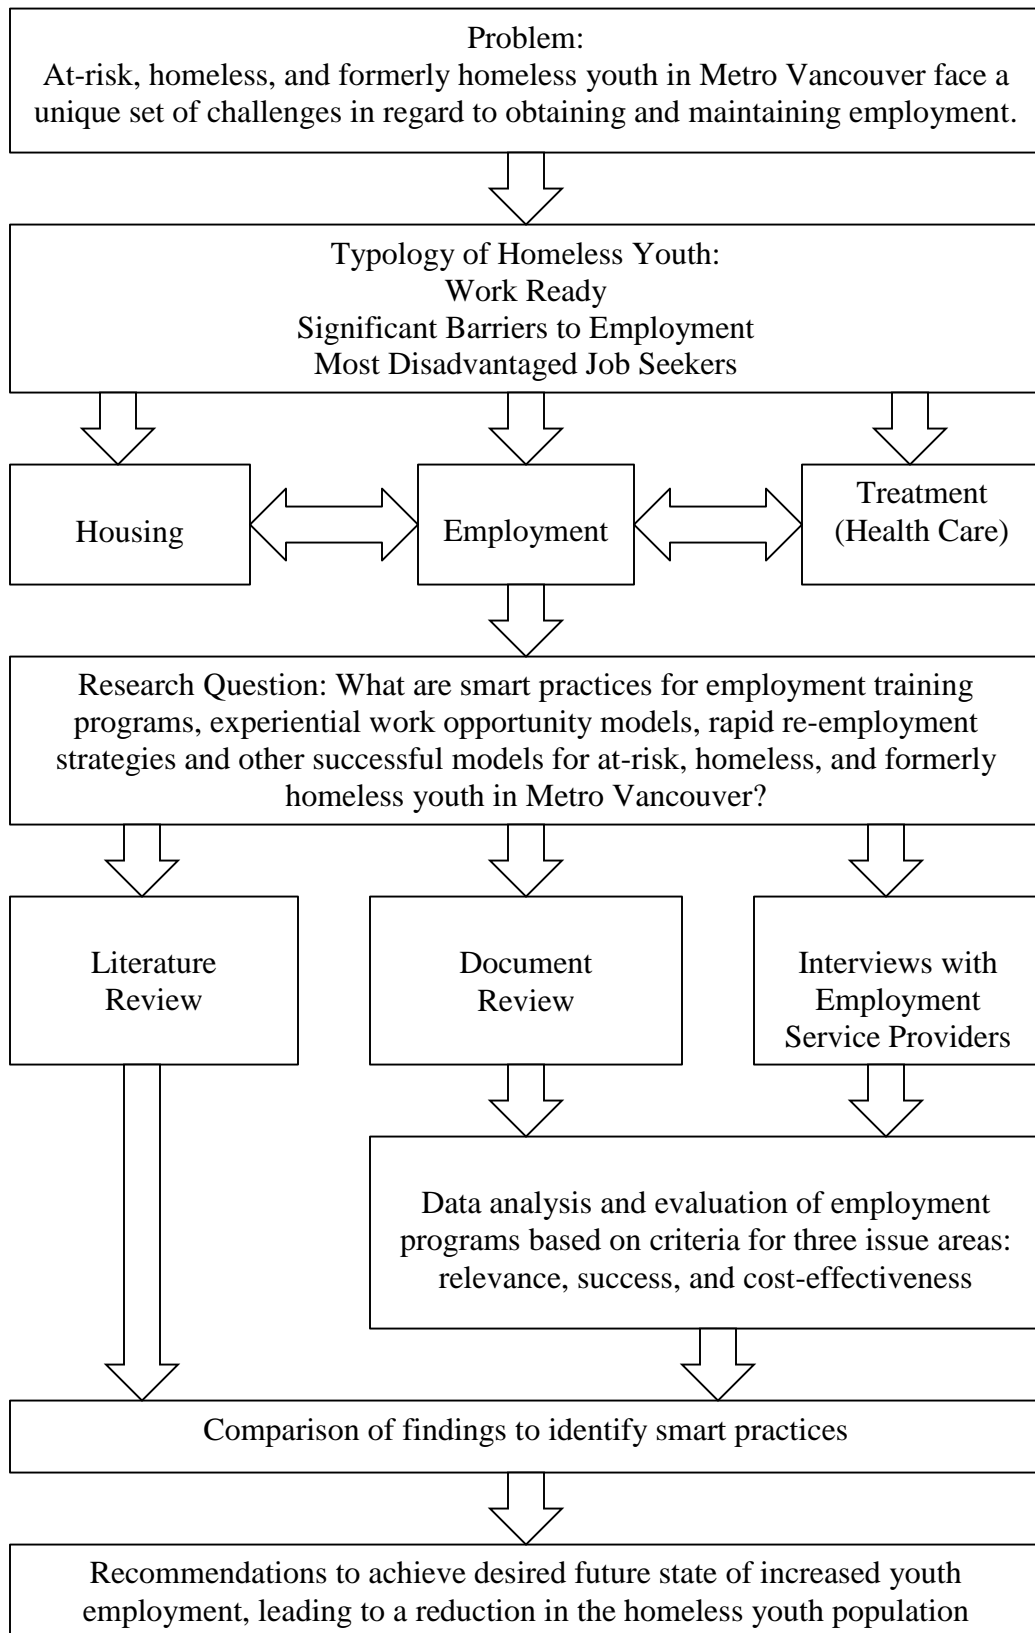 Problem:
At-risk, homeless, and formerly homeless youth in Metro Vancouver face a
unique set of challenges in regard to obtaining and maintaining employment.
Typology of Homeless Youth:
Work Ready
Significant Barriers to Employment
Most Disadvantaged Job Seekers
Housing
Employment
Treatment
(Health Care)
Research Question: What are smart practices for employment training
programs, experiential work opportunity models, rapid re-employment
strategies and other successful models for at-risk, homeless, and formerly
homeless youth in Metro Vancouver?
Literature
Review
Document
Review
Interviews with
Employment
Service Providers
Data analysis and evaluation of employment
programs based on criteria for three issue areas:
relevance, success, and cost-effectiveness
Comparison of findings to identify smart practices
Recommendations to achieve desired future state of increased youth
employment, leading to a reduction in the homeless youth population